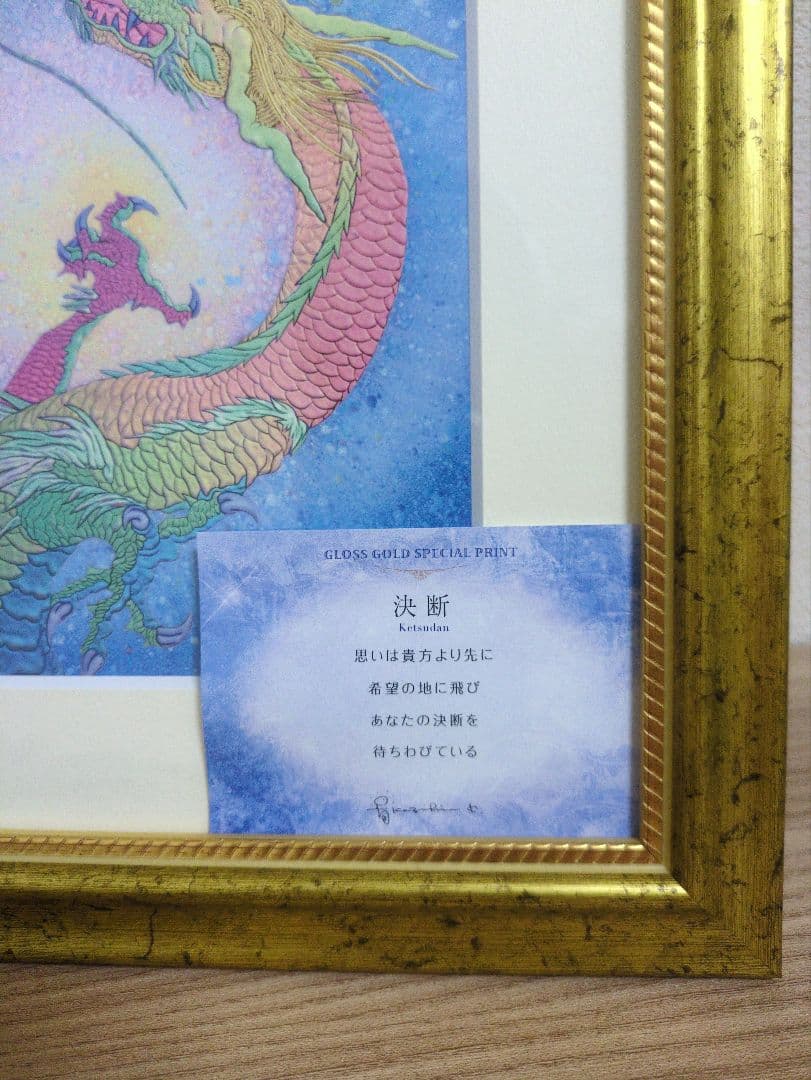 GLOSS GOLD SPECIAL PRINT
決断
Ketsudan
思いは貴方より先に
希望の地に飛び
あなたの決断を
待ちわびている